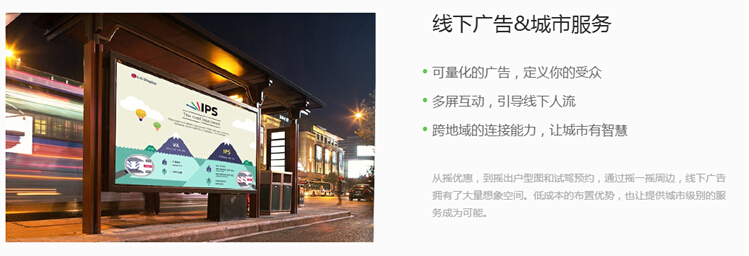 线下广告&城市服务
可量化的广告，定义你的受众
多屏互动，引导线下人流
跨地域的连接能力，让城市有智慧
从摇优惠，到摇出户型图和试驾预约，通过摇一摇周边，线下广告
拥有了大量想象空间。低成本的布置优势，也让提供城市级别的服
务成为可能。
LG Display
IPS
VA
IPS